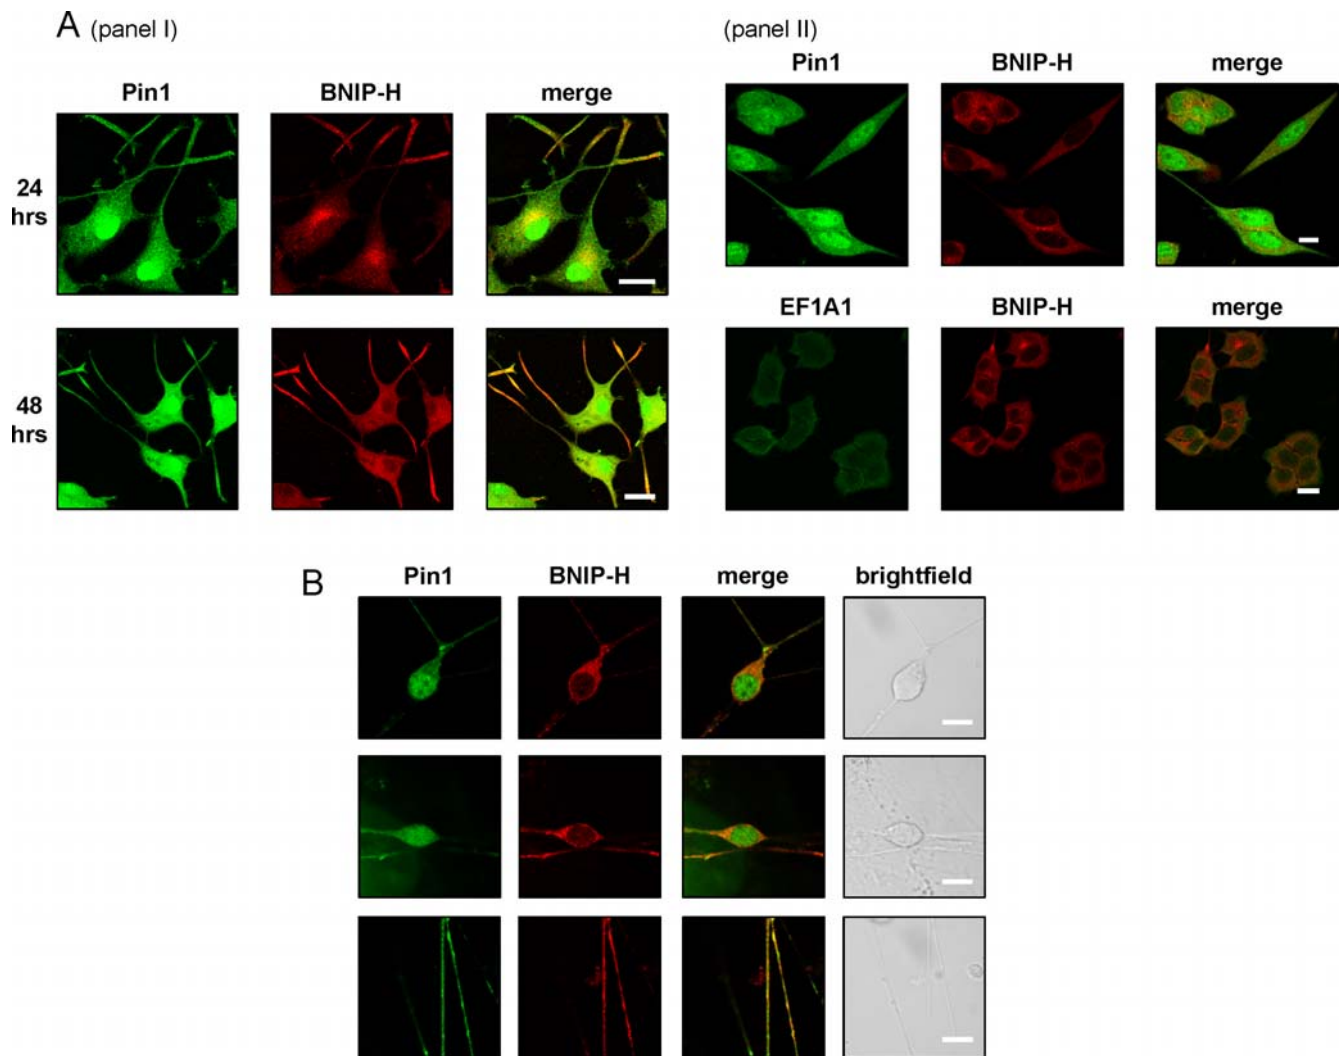 A (panel I)
(panel II)
Pin1 BNIP-H merge
Pin1 BNIP-H merge
24
hrs
EF1A1 BNIP-H merge
48
hrs
B
Pin1 BNIP-H merge brightfield